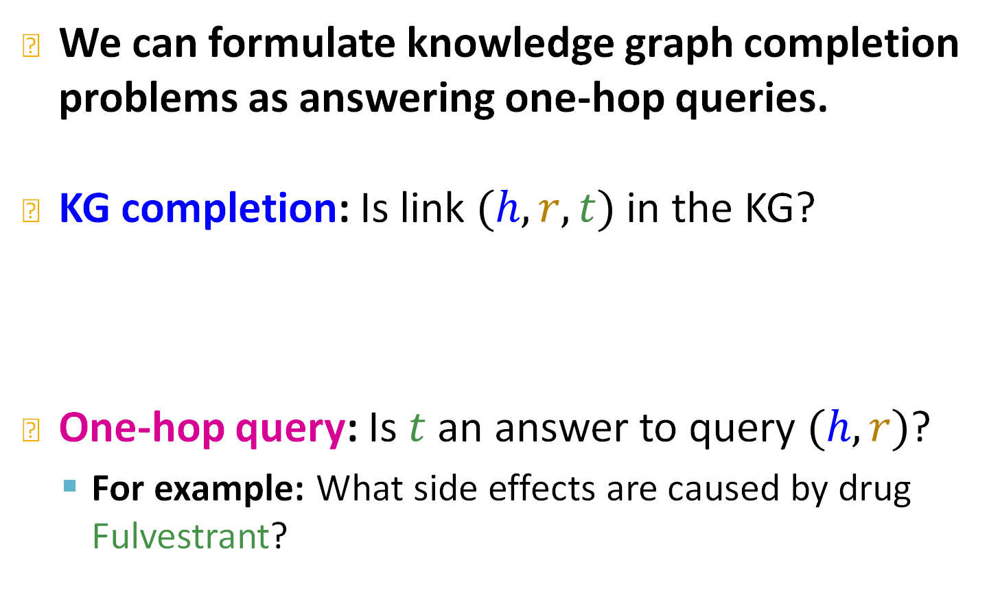 We can formulate knowledge graph completion
problems as answering one-hop queries.
KG completion: Is link (h, r, t) in the KG?
One-hop query: Is t an answer to query (h, r)?
For example: What side effects are caused by drug
Fulvestrant?